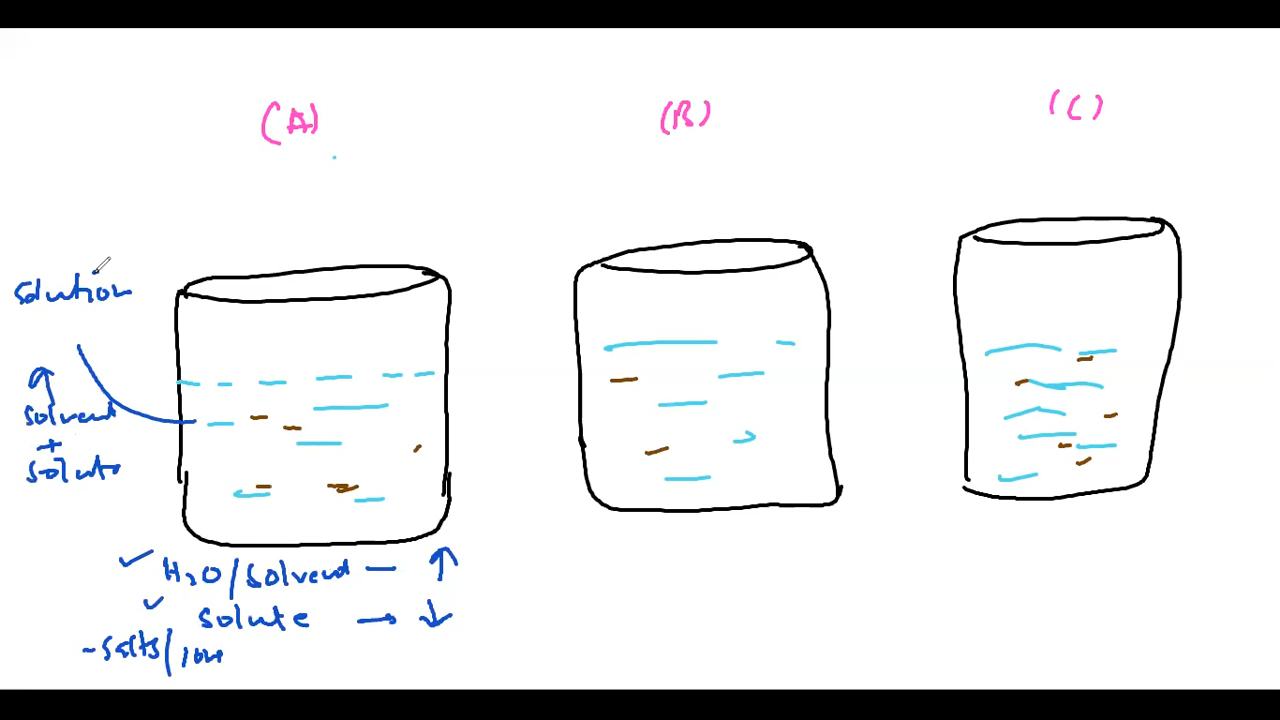 (A)
(B)
(C)
solution
↑
solvent
+
solute
✓ H₂O/solvent — ↑
✓ solute → ↓
-salts/ions